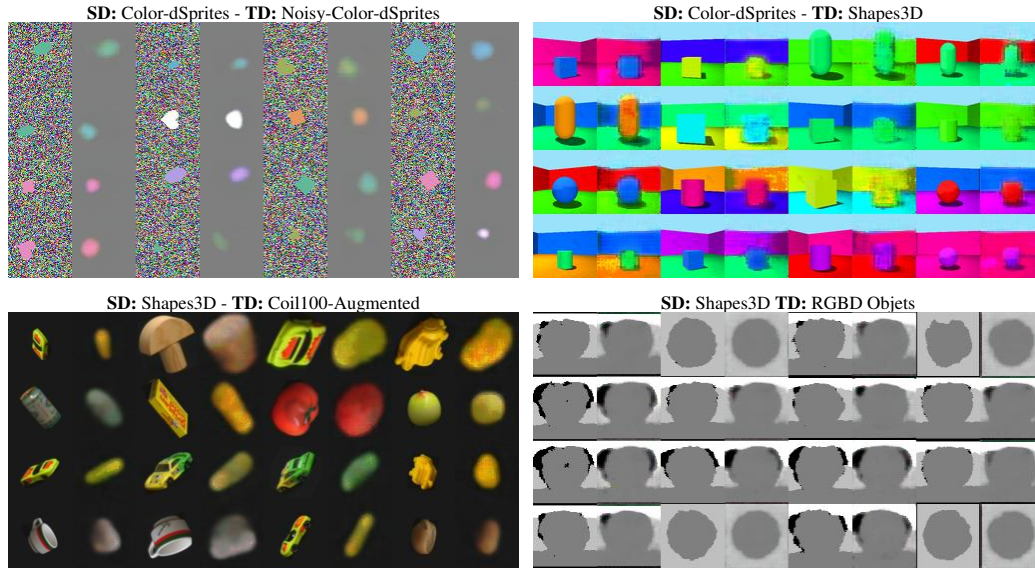 SD: Color-dSprites - TD: Noisy-Color-dSprites
SD: Color-dSprites - TD: Shapes3D
SD: Shapes3D - TD: Coil100-Augmented
SD: Shapes3D TD: RGBD Objets